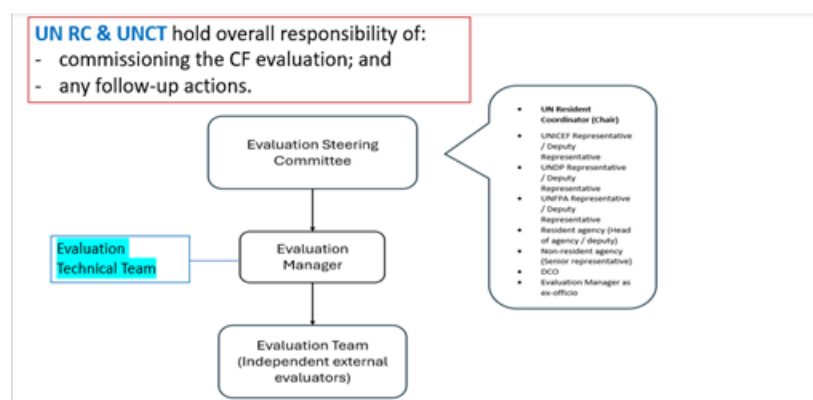 UN RC & UNCT hold overall responsibility of:
- commissioning the CF evaluation; and
- any follow-up actions.
Evaluation Steering
Committee
• UN Resident
Coordinator (Chair)
• UNICEF Representative
/ Deputy
Representative
• UNDP Representative
/ Deputy
Representative
• UNFPA Representative
/ Deputy
Representative
• Resident agency (Head
of agency / deputy)
• Non-resident agency
(Senior representative)
• DCO
• Evaluation Manager as
ex-officio
Evaluation
Technical Team
Evaluation
Manager
Evaluation Team
(Independent external
evaluators)